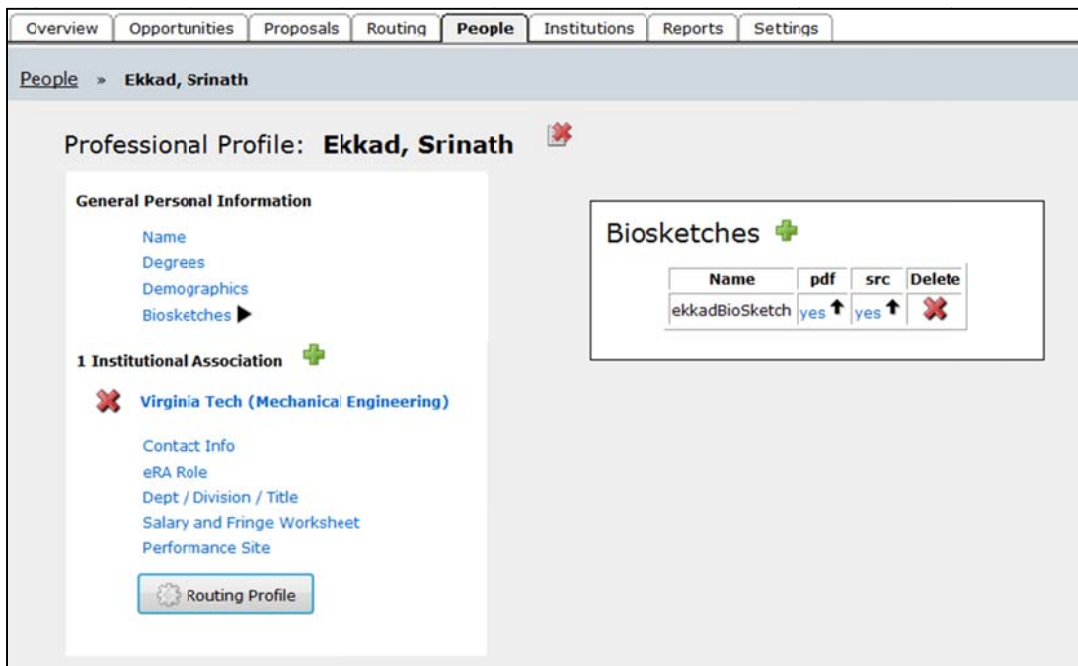 Overview Opportunities Proposals Routing People Institutions Reports Settings
People » Ekkad, Srinath
Professional Profile: Ekkad, Srinath
General Personal Information
Name
Degrees
Demographics
Biosketches
1 Institutional Association
Virginia Tech (Mechanical Engineering)
Contact Info
eRA Role
Dept / Division / Title
Salary and Fringe Worksheet
Performance Site
Routing Profile
Biosketches
Name pdf src Delete
ekkadBioSketch yes yes